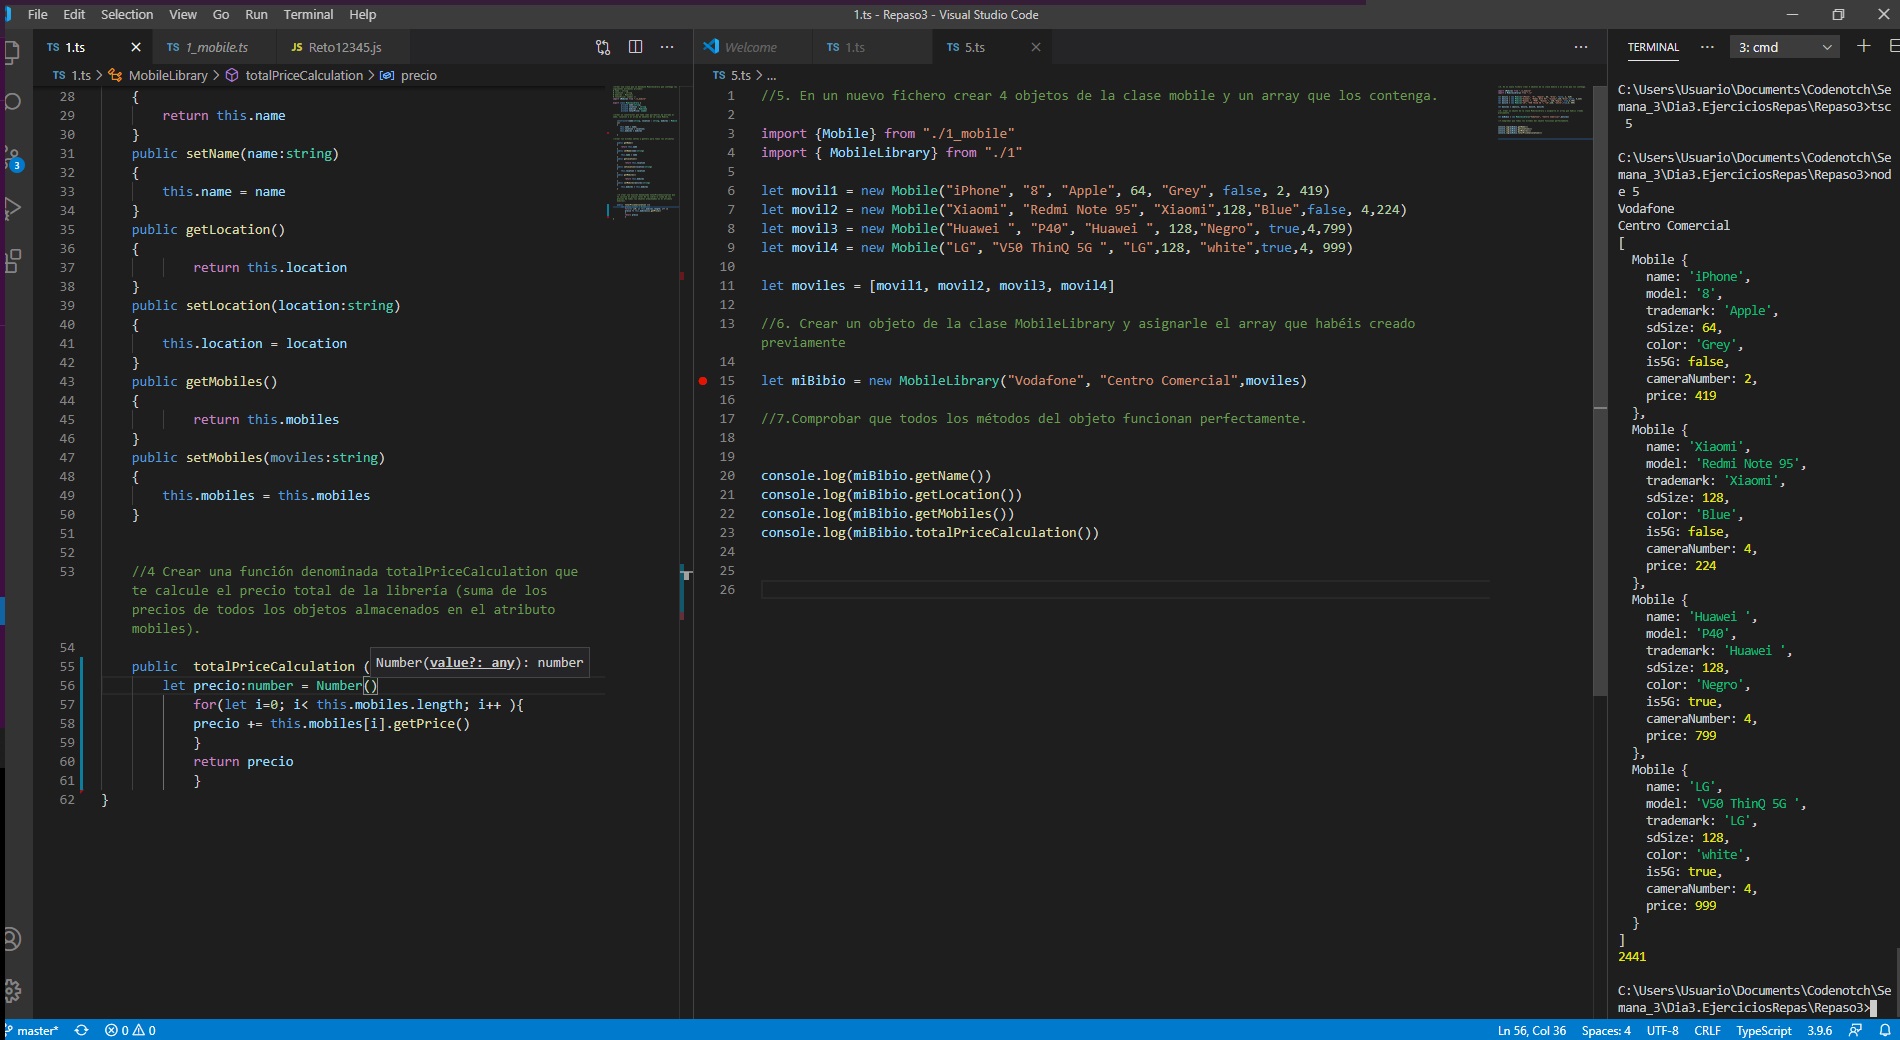 File Edit Selection View Go Run Terminal Help
1.ts - Repaso3 - Visual Studio Code
TS 1.ts
TS 1_mobile.ts
JS Reto12345.js
TS 1.ts > MobileLibrary > totalPriceCalculation > precio
28 {
29 return this.name
30 }
31 public setName(name:string)
32 {
33 this.name = name
34 }
35 public getLocation()
36 {
37 return this.location
38 }
39 public setLocation(location:string)
40 {
41 this.location = location
42 }
43 public getMobiles()
44 {
45 return this.mobiles
46 }
47 public setMobiles(moviles:string)
48 {
49 this.mobiles = this.mobiles
50 }
51
52
53 //4 Crear una función denominada totalPriceCalculation que
te calcule el precio total de la librería (suma de los
precios de todos los objetos almacenados en el atributo
mobiles).
54
55 public totalPriceCalculation (
Number(value?: any): number
56 let precio:number = Number()
57 for(let i=0; i< this.mobiles.length; i++ ){
58 precio += this.mobiles[i].getPrice()
59 }
60 return precio
61 }
62 }
Welcome
TS 1.ts
TS 5.ts
TS 5.ts > ...
1 //5. En un nuevo fichero crear 4 objetos de la clase mobile y un array que los contenga.
2
3 import {Mobile} from "./1_mobile"
4 import { MobileLibrary} from "./1"
5
6 let movil1 = new Mobile("iPhone", "8", "Apple", 64, "Grey", false, 2, 419)
7 let movil2 = new Mobile("Xiaomi", "Redmi Note 95", "Xiaomi",128,"Blue",false, 4,224)
8 let movil3 = new Mobile("Huawei ", "P40", "Huawei ", 128,"Negro", true,4,799)
9 let movil4 = new Mobile("LG", "V50 ThinQ 5G ", "LG",128, "white",true,4, 999)
10
11 let moviles = [movil1, movil2, movil3, movil4]
12
13 //6. Crear un objeto de la clase MobileLibrary y asignarle el array que habéis creado
previamente
14
15 let miBibio = new MobileLibrary("Vodafone", "Centro Comercial",moviles)
16
17 //7.Comprobar que todos los métodos del objeto funcionan perfectamente.
18
19
20 console.log(miBibio.getName())
21 console.log(miBibio.getLocation())
22 console.log(miBibio.getMobiles())
23 console.log(miBibio.totalPriceCalculation())
24
25
26
TERMINAL
3: cmd
C:\Users\Usuario\Documents\Codenotch\Se
mana_3\Dia3.EjerciciosRepas\Repaso3>tsc
5
C:\Users\Usuario\Documents\Codenotch\Se
mana_3\Dia3.EjerciciosRepas\Repaso3>nod
e 5
Vodafone
Centro Comercial
[
Mobile {
name: 'iPhone',
model: '8',
trademark: 'Apple',
sdSize: 64,
color: 'Grey',
is5G: false,
cameraNumber: 2,
price: 419
},
Mobile {
name: 'Xiaomi',
model: 'Redmi Note 95',
trademark: 'Xiaomi',
sdSize: 128,
color: 'Blue',
is5G: false,
cameraNumber: 4,
price: 224
},
Mobile {
name: 'Huawei ',
model: 'P40',
trademark: 'Huawei ',
sdSize: 128,
color: 'Negro',
is5G: true,
cameraNumber: 4,
price: 799
},
Mobile {
name: 'LG',
model: 'V50 ThinQ 5G ',
trademark: 'LG',
sdSize: 128,
color: 'white',
is5G: true,
cameraNumber: 4,
price: 999
}
]
2441
C:\Users\Usuario\Documents\Codenotch\Se
mana_3\Dia3.EjerciciosRepas\Repaso3>
3
master* 0 0
Ln 56, Col 36 Spaces: 4 UTF-8 CRLF TypeScript 3.9.6